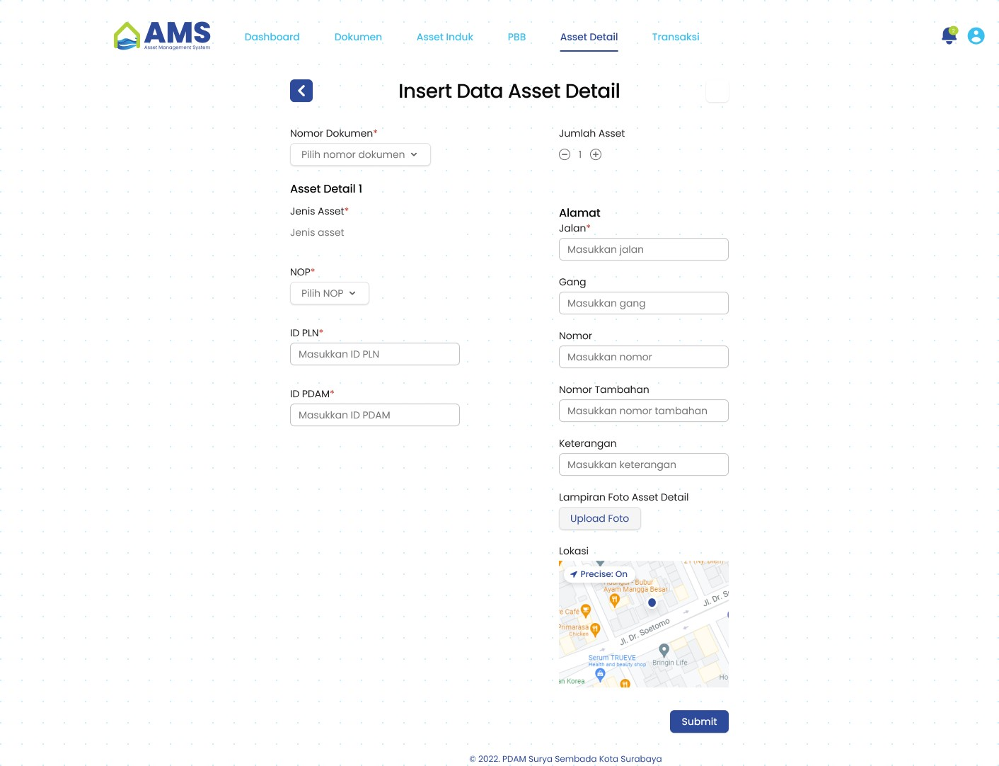 AMS
Asset Management System
Dashboard
Dokumen
Asset Induk
PBB
Asset Detail
Transaksi
2
Insert Data Asset Detail
Nomor Dokumen*
Pilih nomor dokumen
Jumlah Asset
1
Asset Detail 1
Jenis Asset*
Jenis asset
NOP*
Pilih NOP
ID PLN*
Masukkan ID PLN
ID PDAM*
Masukkan ID PDAM
Alamat
Jalan*
Masukkan jalan
Gang
Masukkan gang
Nomor
Masukkan nomor
Nomor Tambahan
Masukkan nomor tambahan
Keterangan
Masukkan keterangan
Lampiran Foto Asset Detail
Upload Foto
Lokasi
Precise: On
- Bubur
Ayam Mangga Besar
Jl. Dr. S
e Café
Primarasa
Chicken
Jl. Dr. Soetomo
Serum TRUEVE
Health and beauty shop
Bringin Life
an Korea
Ho
Submit
© 2022. PDAM Surya Sembada Kota Surabaya